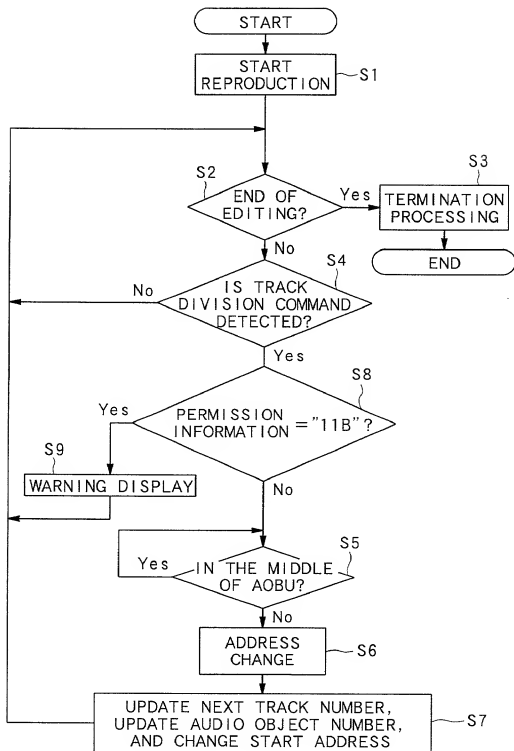 START
START
REPRODUCTION
S1
S2
END OF
EDITING?
Yes
S3
TERMINATION
PROCESSING
No
END
S4
IS TRACK
DIVISION COMMAND
DETECTED?
No
Yes
S8
PERMISSION
INFORMATION = "11B"?
Yes
S9
WARNING DISPLAY
No
S5
IN THE MIDDLE
OF AOBU?
Yes
No
ADDRESS
CHANGE
S6
UPDATE NEXT TRACK NUMBER,
UPDATE AUDIO OBJECT NUMBER,
AND CHANGE START ADDRESS
S7